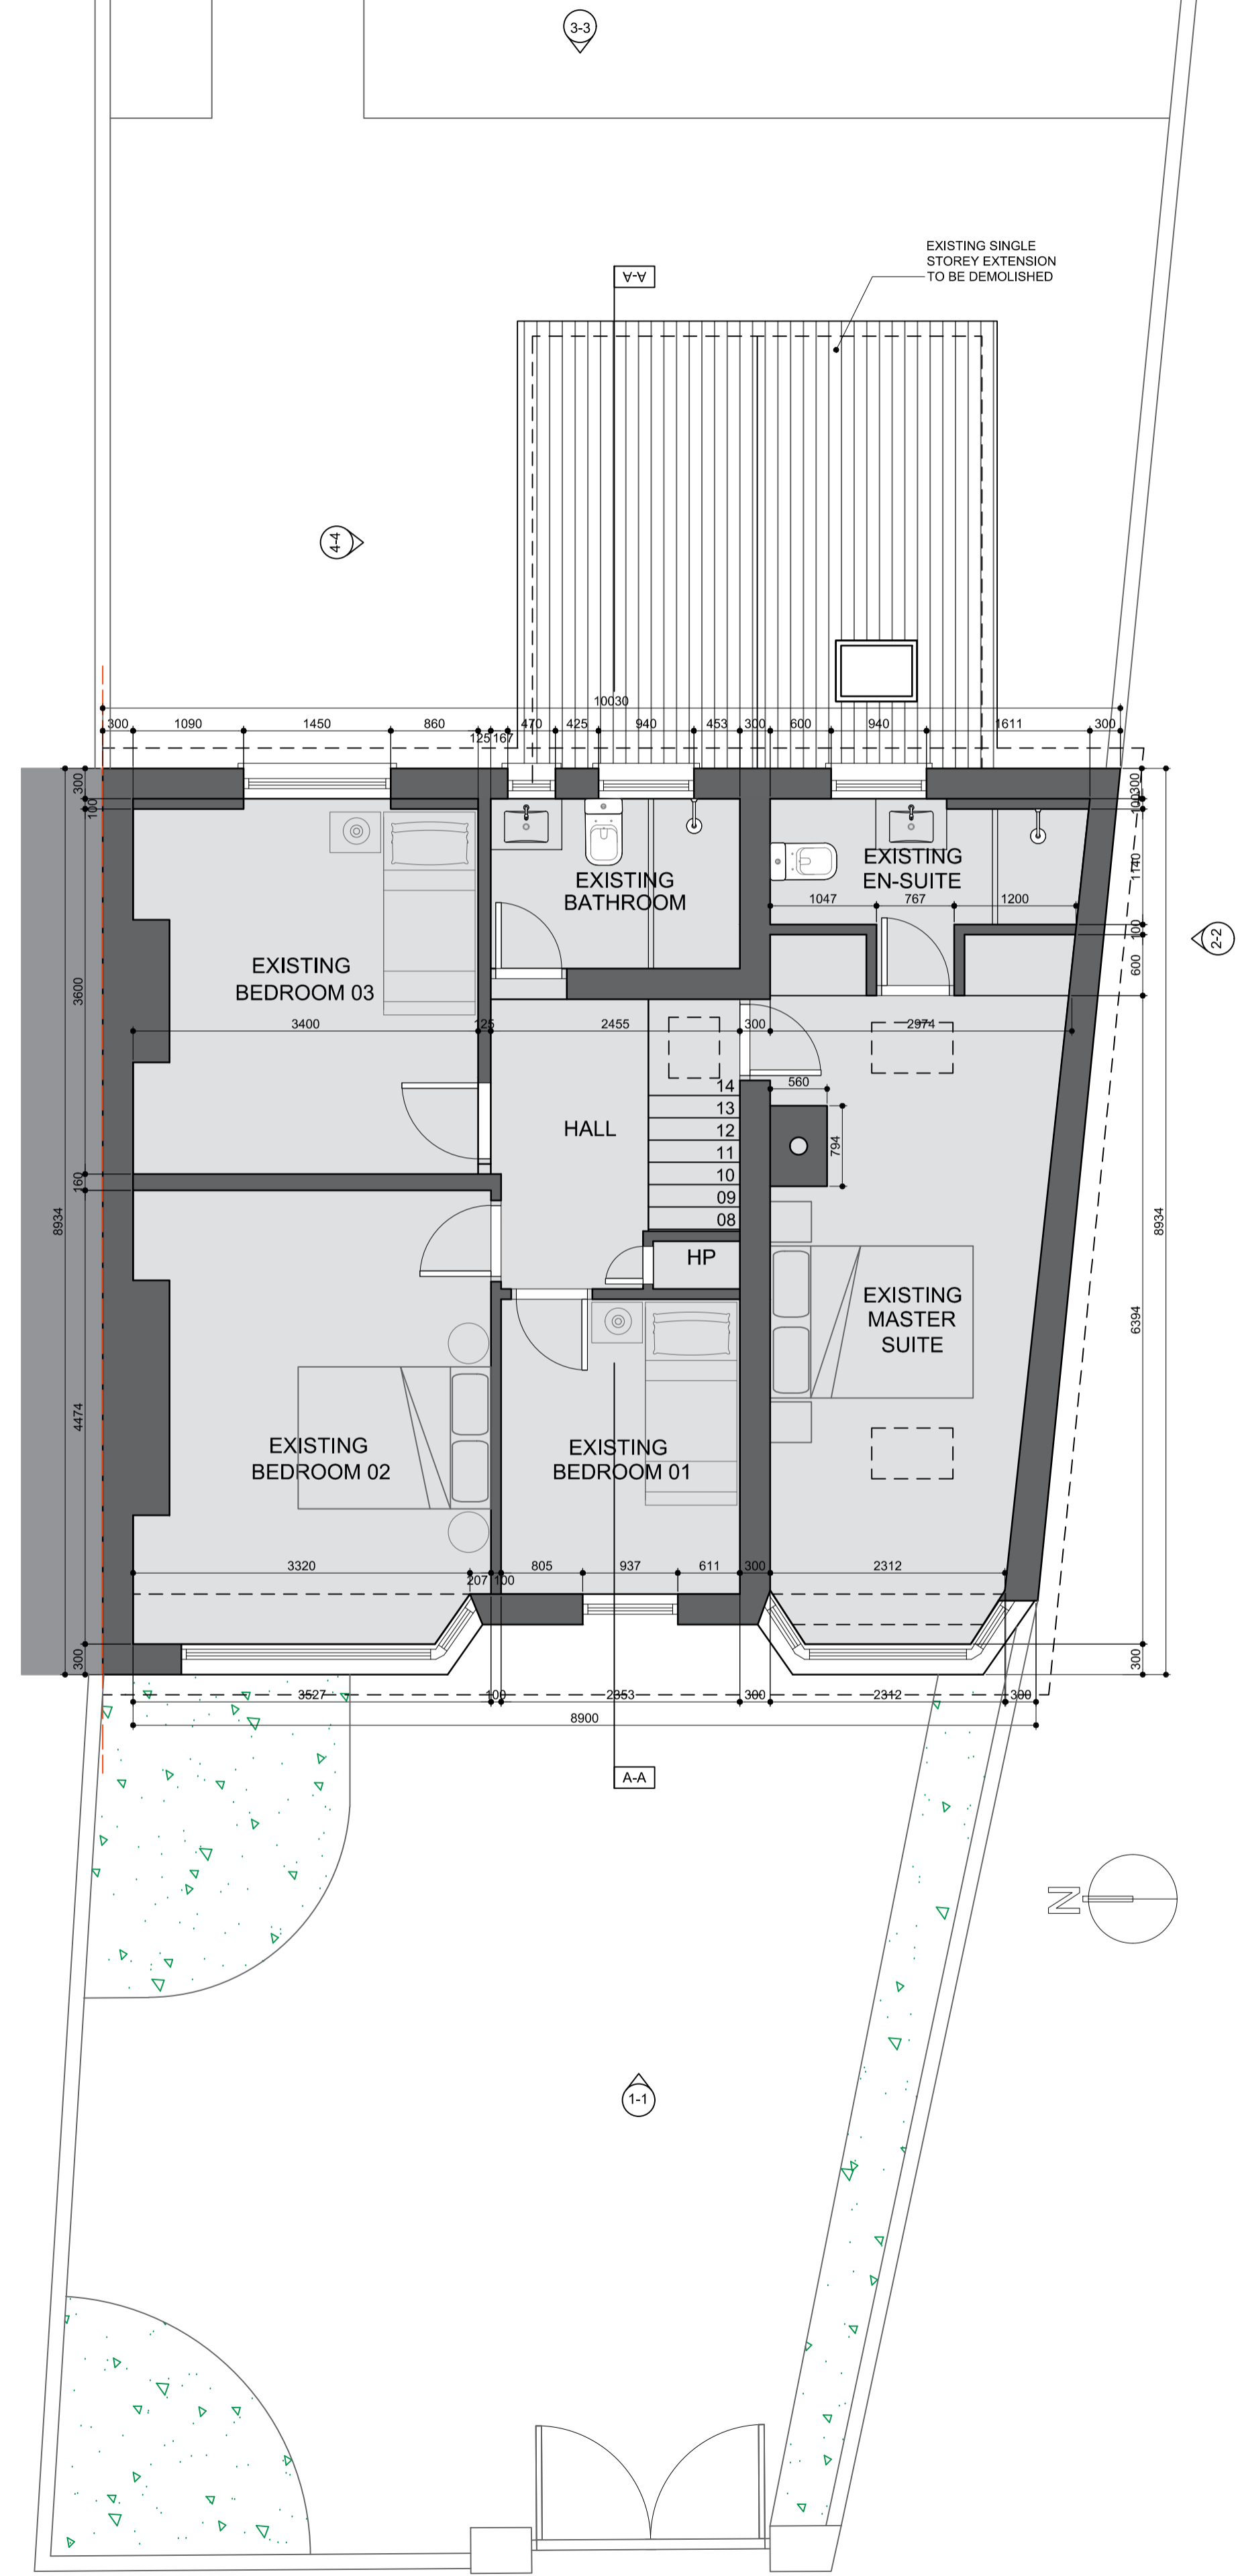 3-3
EXISTING SINGLE
STOREY EXTENSION
TO BE DEMOLISHED
A-A
4-4
10030
300 1090 1450 860 125 167 470 425 940 453 300 600 940 1611 300
300
100
300
100
EXISTING
BATHROOM
EXISTING
EN-SUITE
1140
1047 767 1200
100
2-2
600
EXISTING
BEDROOM 03
3600
3400 125 2455 300 2974
560
794
14
13
12
11
10
09
08
HALL
160
8934
8934
HP
EXISTING
MASTER
SUITE
6394
4474
EXISTING
BEDROOM 02
EXISTING
BEDROOM 01
3320 207 100 805 937 611 300 2312
300
300
3527 100 2353 300 2312 300
8900
A-A
N
1-1